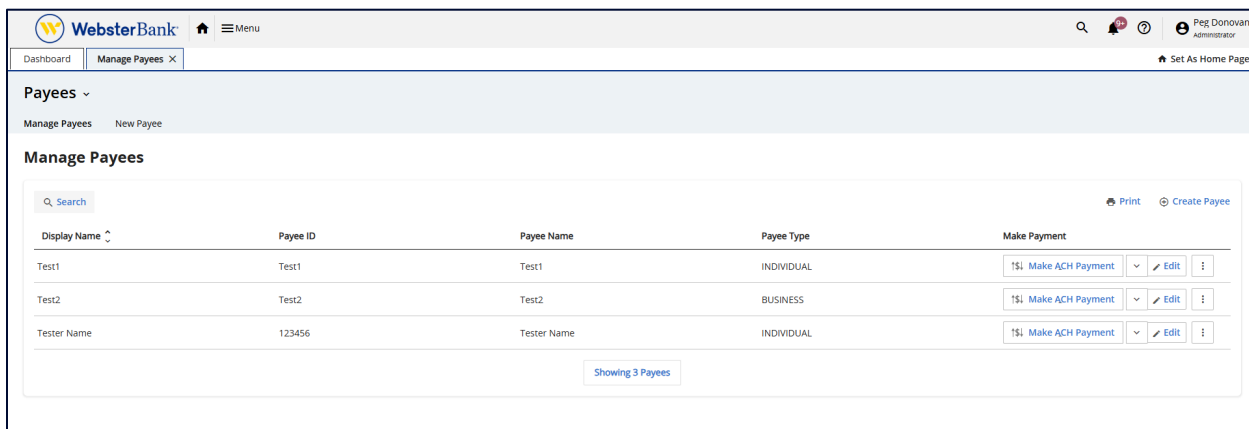 WebsterBank Menu 9+ Peg Donovan
Administrator
Dashboard Manage Payees X Set As Home Page
Payees
Manage Payees New Payee
Manage Payees
Search Print Create Payee
Display Name Payee ID Payee Name Payee Type Make Payment
Test1 Test1 Test1 INDIVIDUAL Make ACH Payment Edit
Test2 Test2 Test2 BUSINESS Make ACH Payment Edit
Tester Name 123456 Tester Name INDIVIDUAL Make ACH Payment Edit
Showing 3 Payees